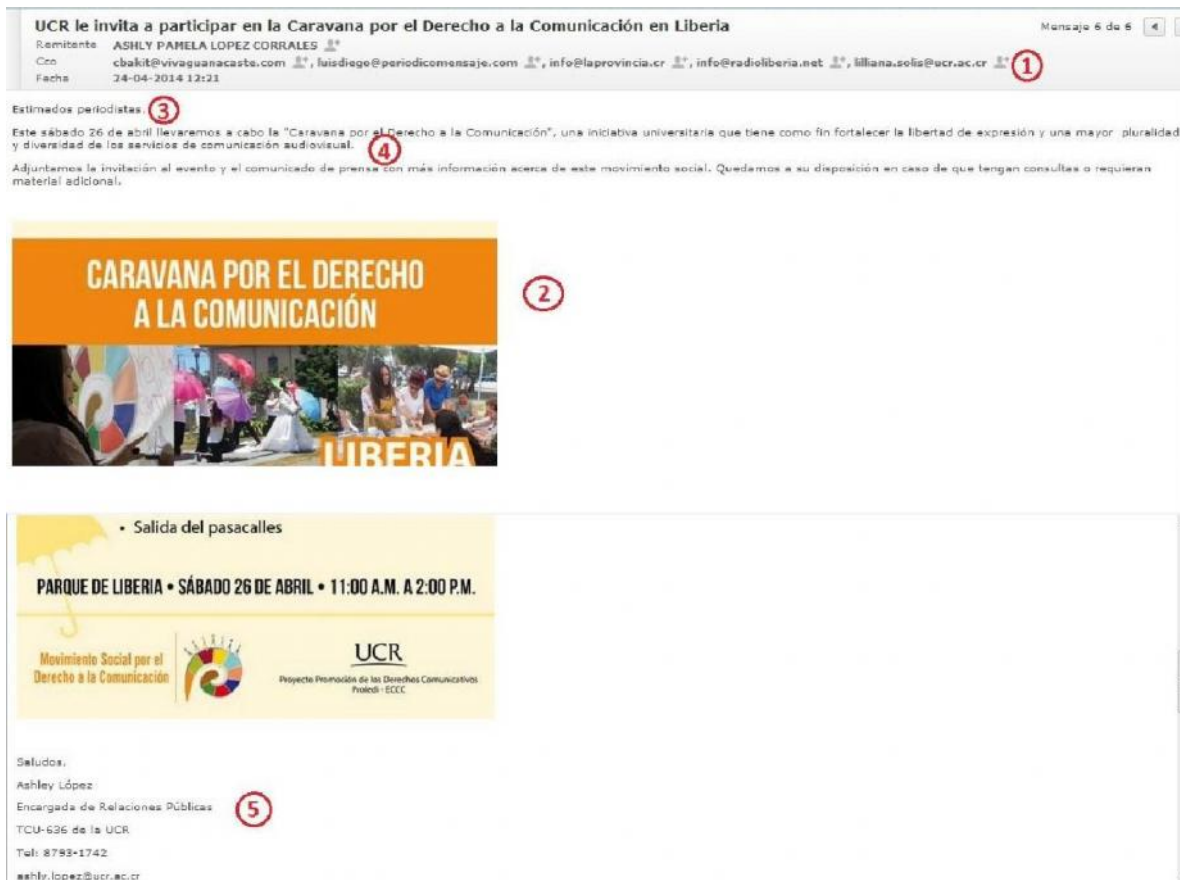 UCR le invita a participar en la Caravana por el Derecho a la Comunicación en Liberia
Mensaje 6 de 6
Remitente ASHLY PAMELA LOPEZ CORRALES
Cco cbakit@vivaguanacaste.com, luisdiego@periodicomensaje.com, info@laprovincia.cr, info@radioliberia.net, lilliana.solis@ucr.ac.cr
1
Fecha 24-04-2014 12:21
Estimados periodistas.
3
Este sábado 26 de abril llevaremos a cabo la "Caravana por el Derecho a la Comunicación", una iniciativa universitaria que tiene como fin fortalecer la libertad de expresión y una mayor pluralidad
y diversidad de los servicios de comunicación audiovisual.
4
Adjuntamos la invitación al evento y el comunicado de prensa con más información acerca de este movimiento social. Quedamos a su disposición en caso de que tengan consultas o requieran
material adicional.
CARAVANA POR EL DERECHO
A LA COMUNICACIÓN
2
LIBERIA
• Salida del pasacalles
PARQUE DE LIBERIA • SÁBADO 26 DE ABRIL • 11:00 A.M. A 2:00 P.M.
Movimiento Social por el
Derecho a la Comunicación
UCR
Proyecto Promoción de los Derechos Comunicativos
Proledi - ECCC
Saludos.
Ashley López
Encargada de Relaciones Públicas
5
TCU-636 de la UCR
Tel: 8793-1742
ashly.lopez@ucr.ac.cr